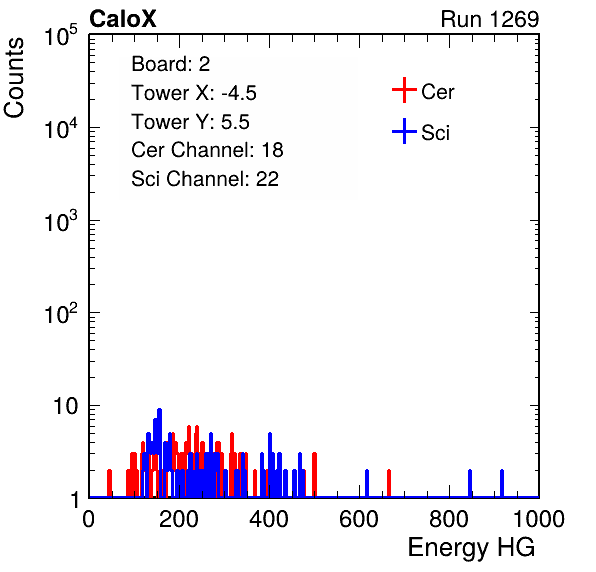 CaloX Run 1269
Counts
Board: 2
Tower X: -4.5
Tower Y: 5.5
Cer Channel: 18
Sci Channel: 22
Cer
Sci
10^5
10^4
10^3
10^2
10
1
0 200 400 600 800 1000
Energy HG